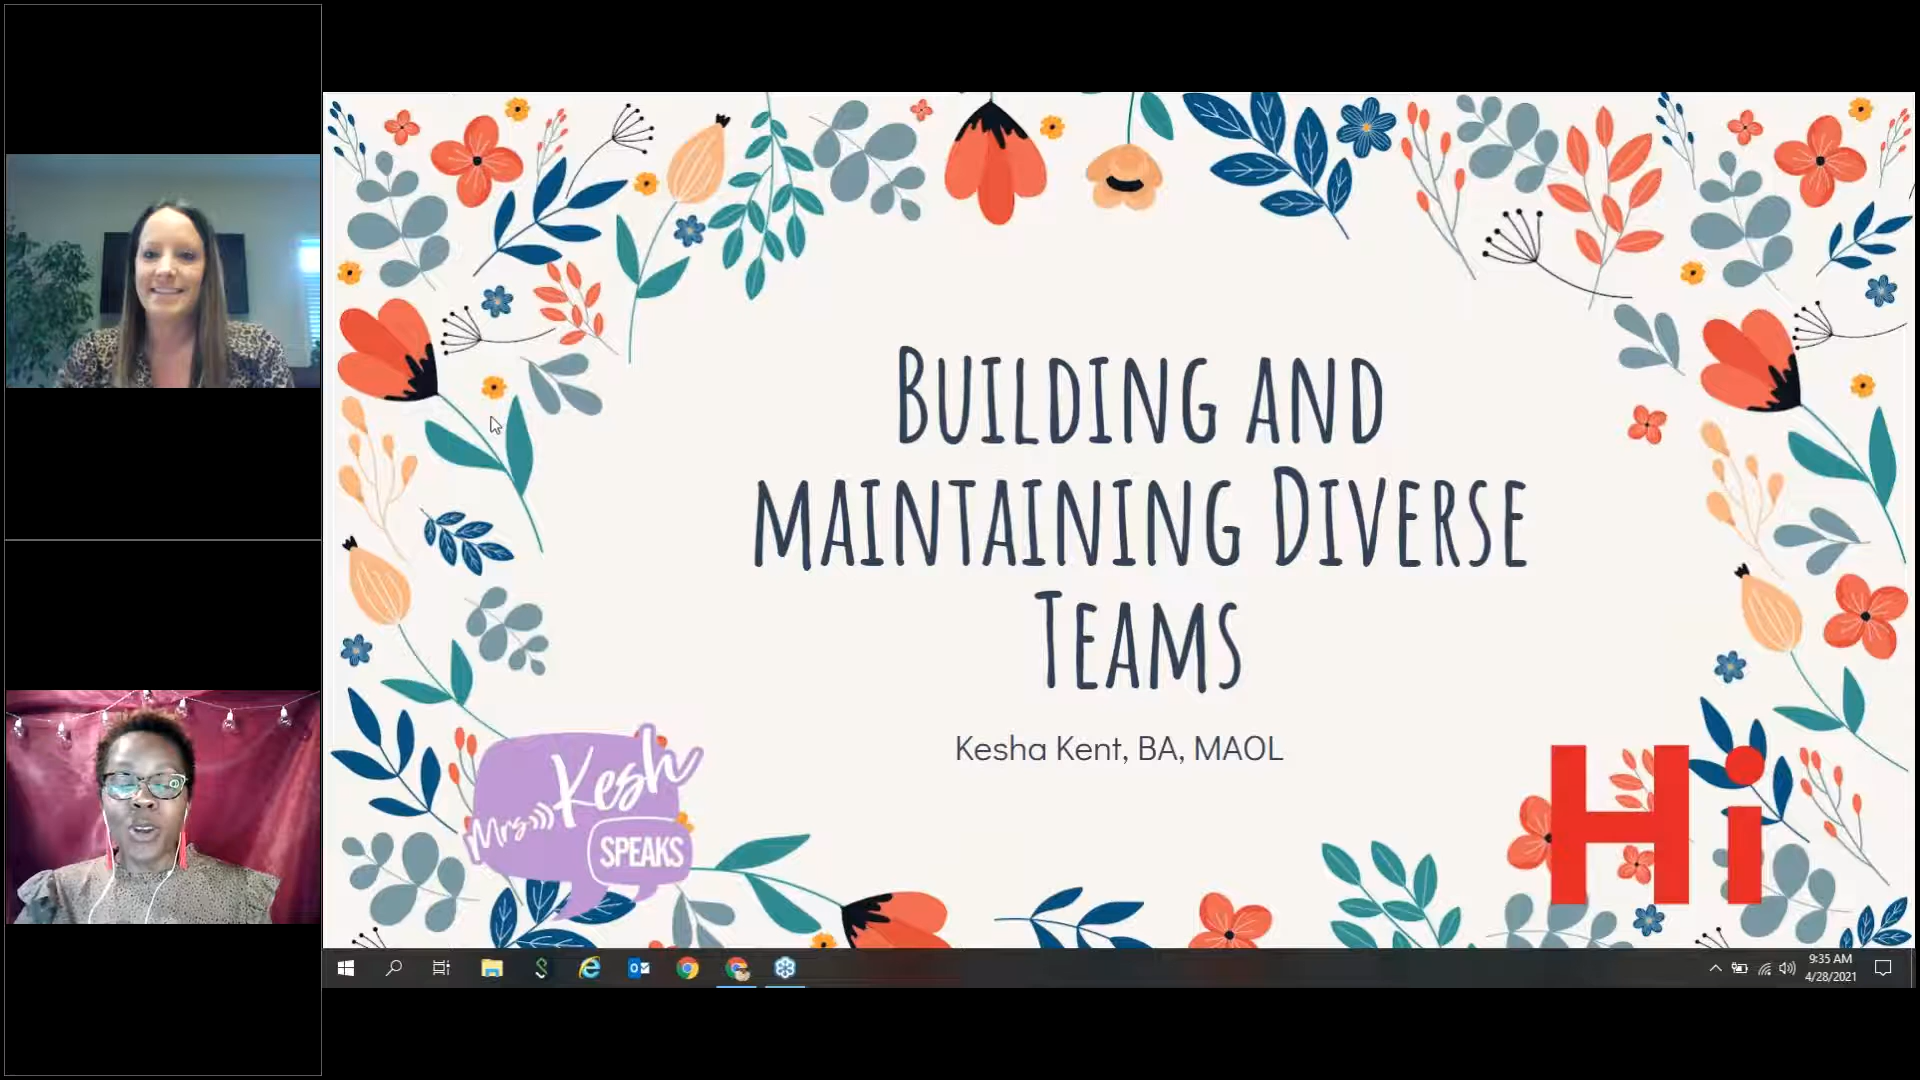 Building and
maintaining Diverse
Teams
Kesha Kent, BA, MAOL
Mrs Kesh
SPEAKS
Hi
9:35 AM
4/28/2021